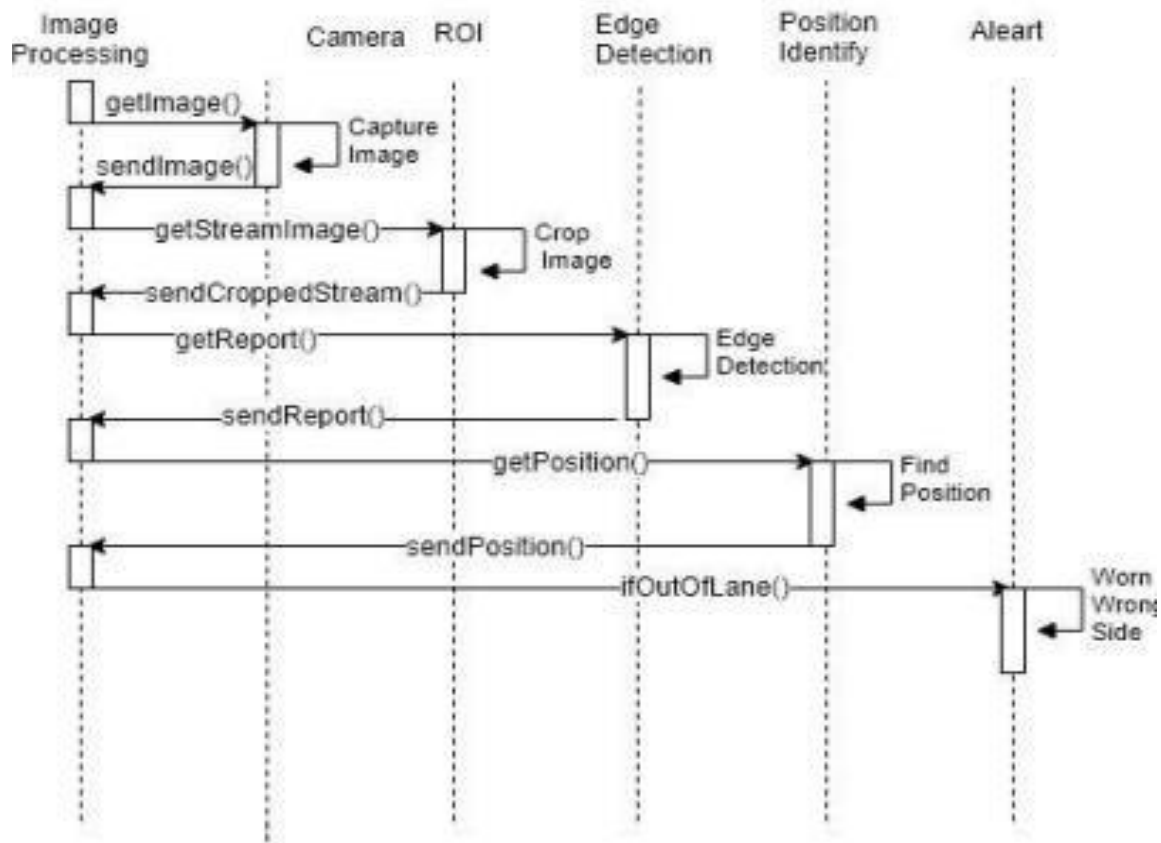 Image
Processing
Camera
ROI
Edge
Detection
Position
Identify
Aleart
getImage()
Capture
Image
sendImage()
getStreamImage()
Crop
Image
sendCroppedStream()
getReport()
Edge
Detection
sendReport()
getPosition()
Find
Position
sendPosition()
ifOutOfLane()
Worn
Wrong
Side